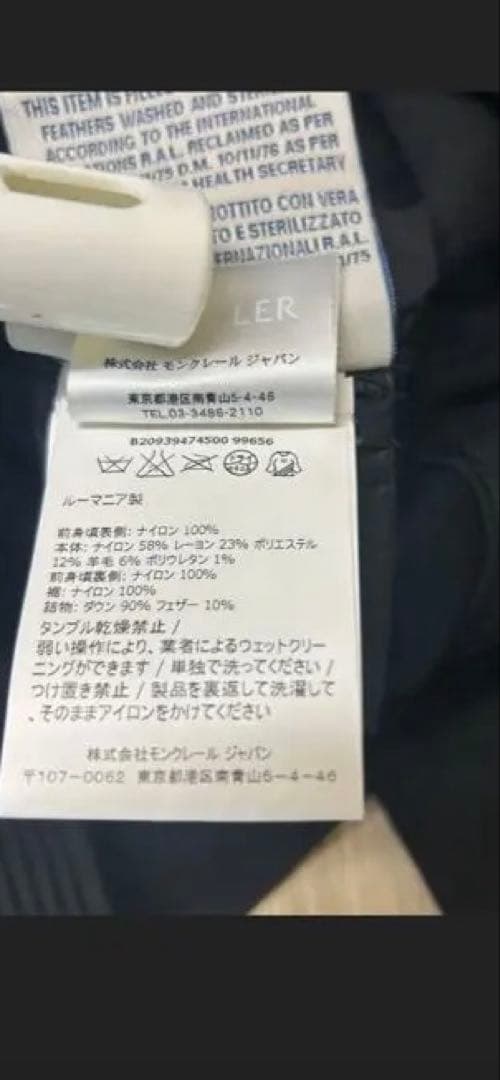 THIS ITEM IS FILLED
FEATHERS WASHED AND
ACCORDING TO THE INTERNATIONAL
R.A.L. RECLAIMED AS PER
D.M. 10/11/76 AS PER
HEALTH SECRETARY
CON VERA
E STERILIZZATO
R.A.L.
LER
株式会社 モンクレール ジャパン
東京都港区南青山5-4-46
TEL.03-3486-2110
B20939474500 99656
ルーマニア製
前身頃表側: ナイロン 100%
本体: ナイロン 58% レーヨン 23% ポリエステル
12% 羊毛 6% ポリウレタン 1%
前身頃裏側: ナイロン 100%
裾: ナイロン 100%
詰物: ダウン 90% フェザー 10%
タンブル乾燥禁止 /
弱い操作により、業者によるウェットクリー
ニングができます / 単独で洗ってください /
つけ置き禁止 / 製品を裏返して洗濯して
、そのままアイロンをかけてください
株式会社モンクレール ジャパン
〒107-0062 東京都港区南青山5-4-46